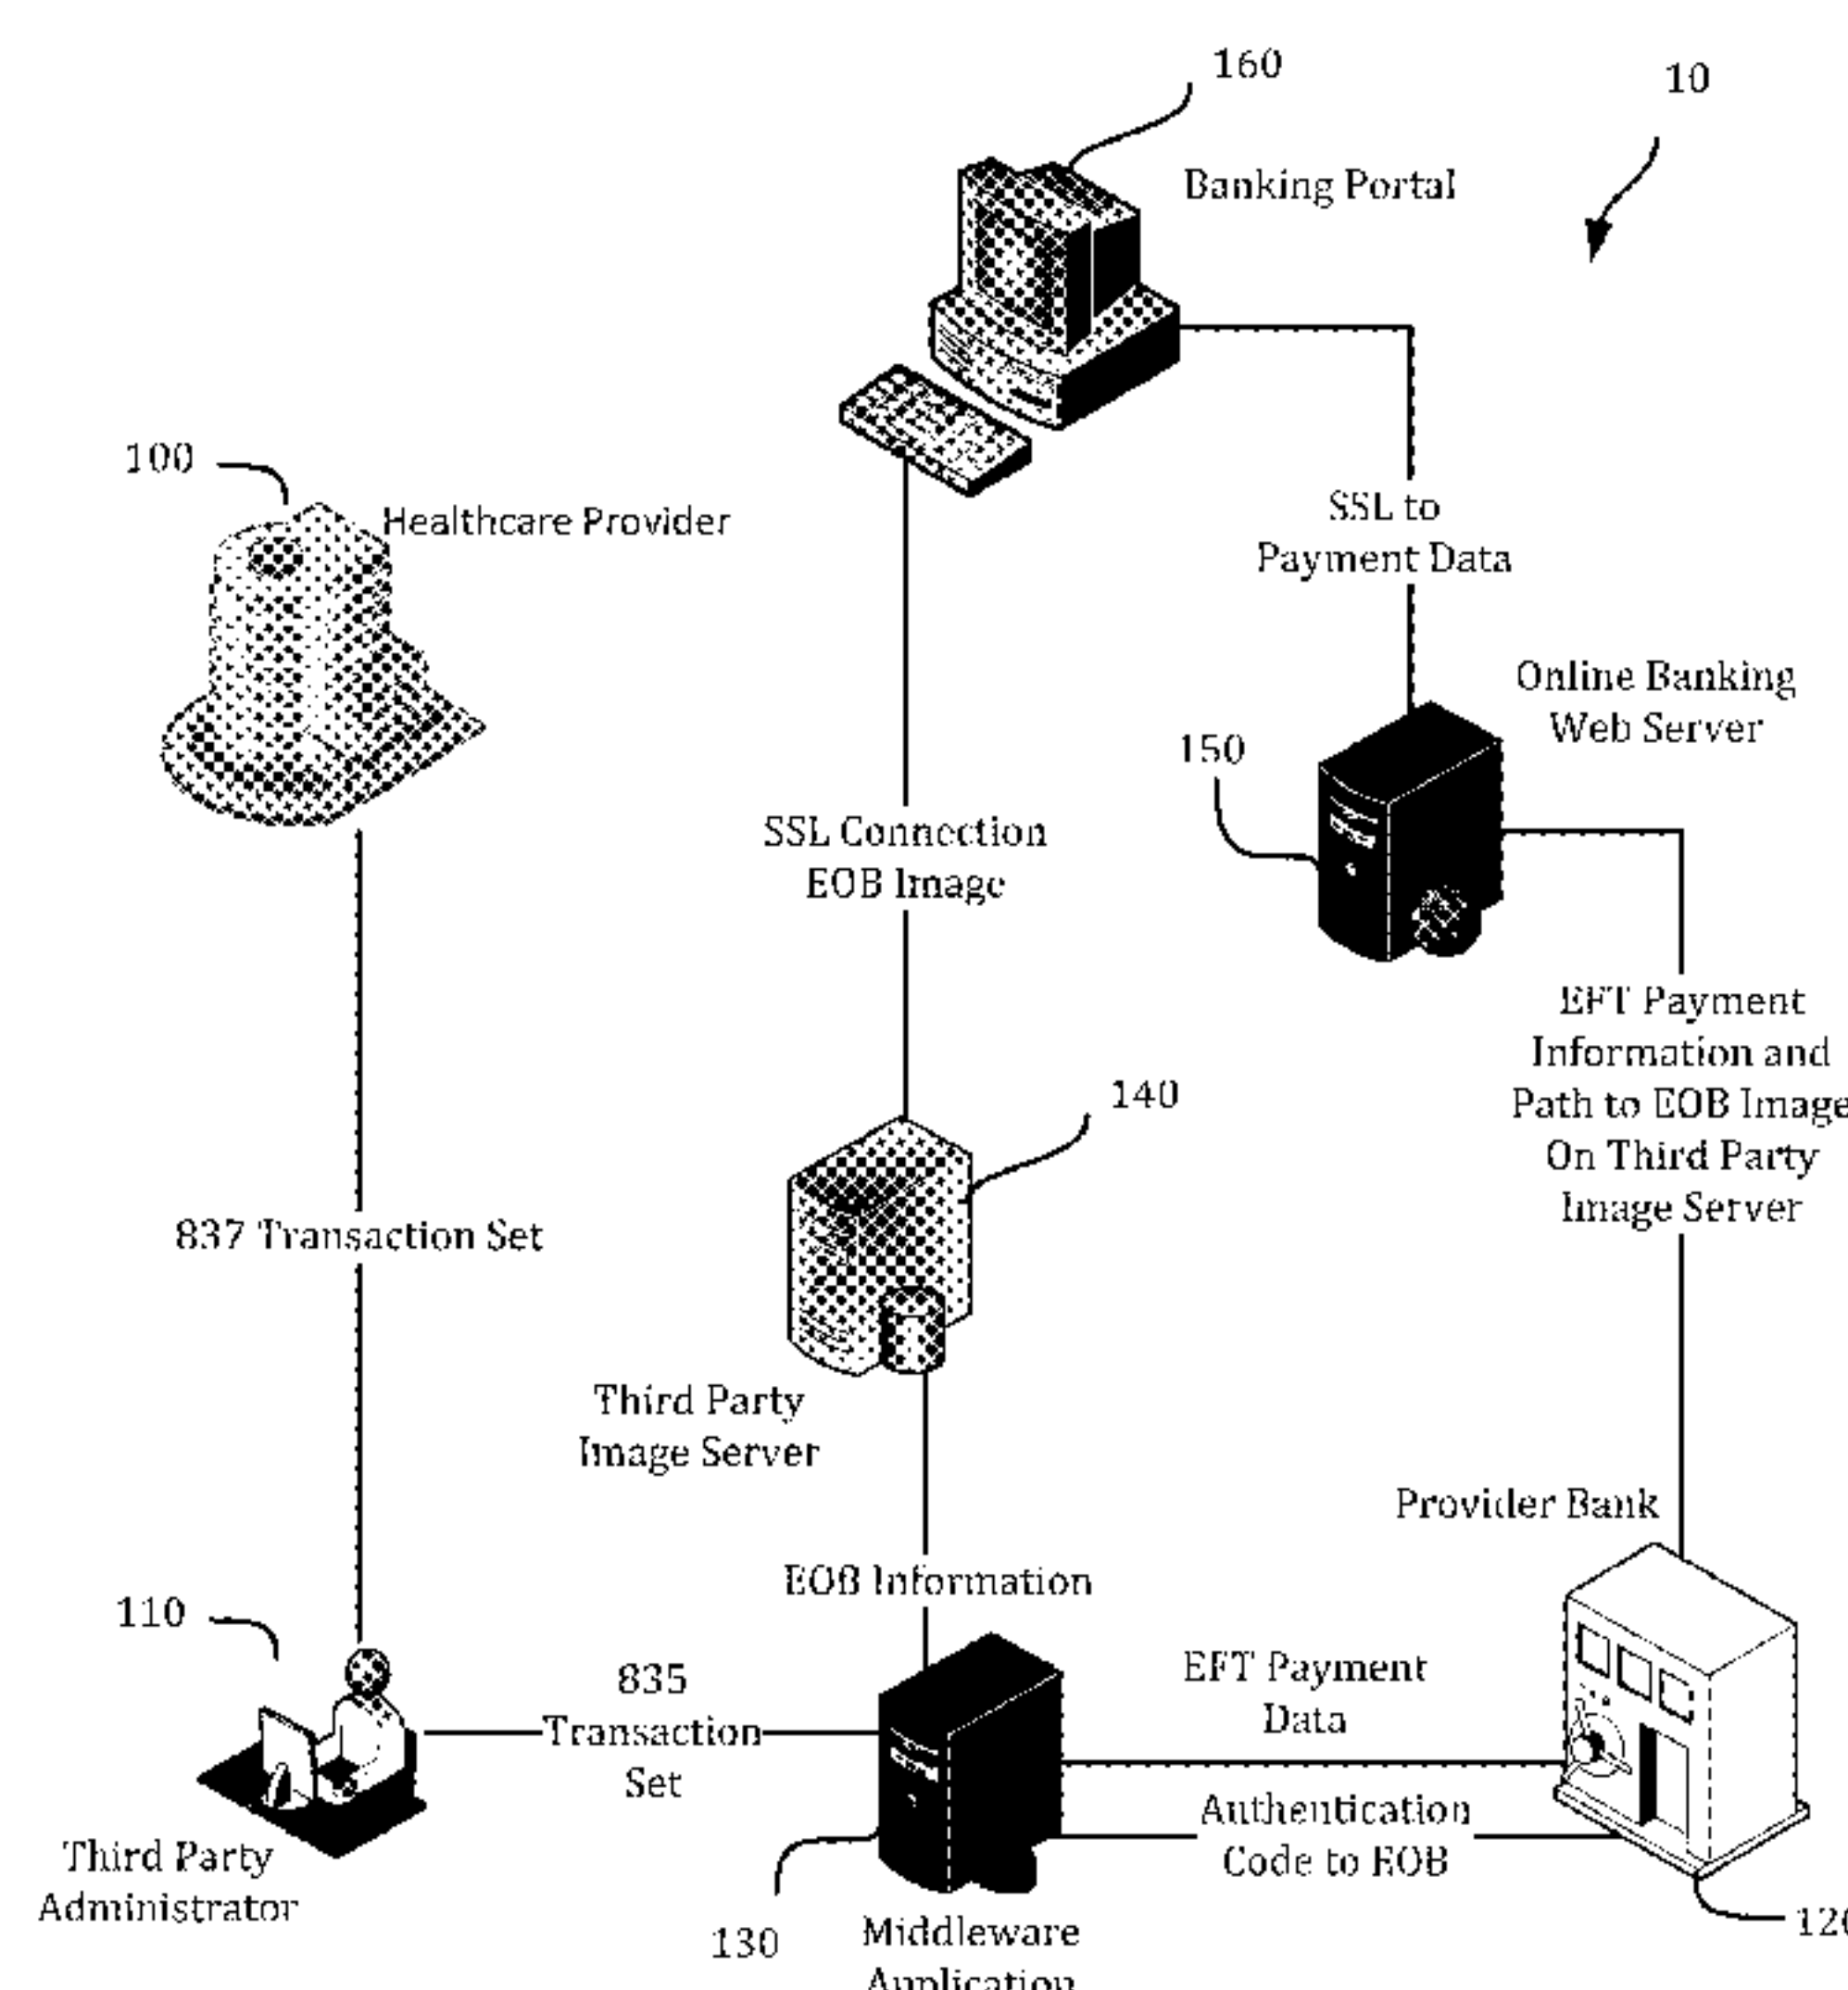 160
10
Banking Portal
100
Healthcare Provider
SSL to
Payment Data
Online Banking
Web Server
150
SSL Connection
EOB Image
EFT Payment
Information and
Path to EOB Image
On Third Party
Image Server
140
837 Transaction Set
Third Party
Image Server
Provider Bank
EOB Information
110
835
Transaction
Set
EFT Payment
Data
Authentication
Code to EOB
Third Party
Administrator
130
Middleware
Application
120